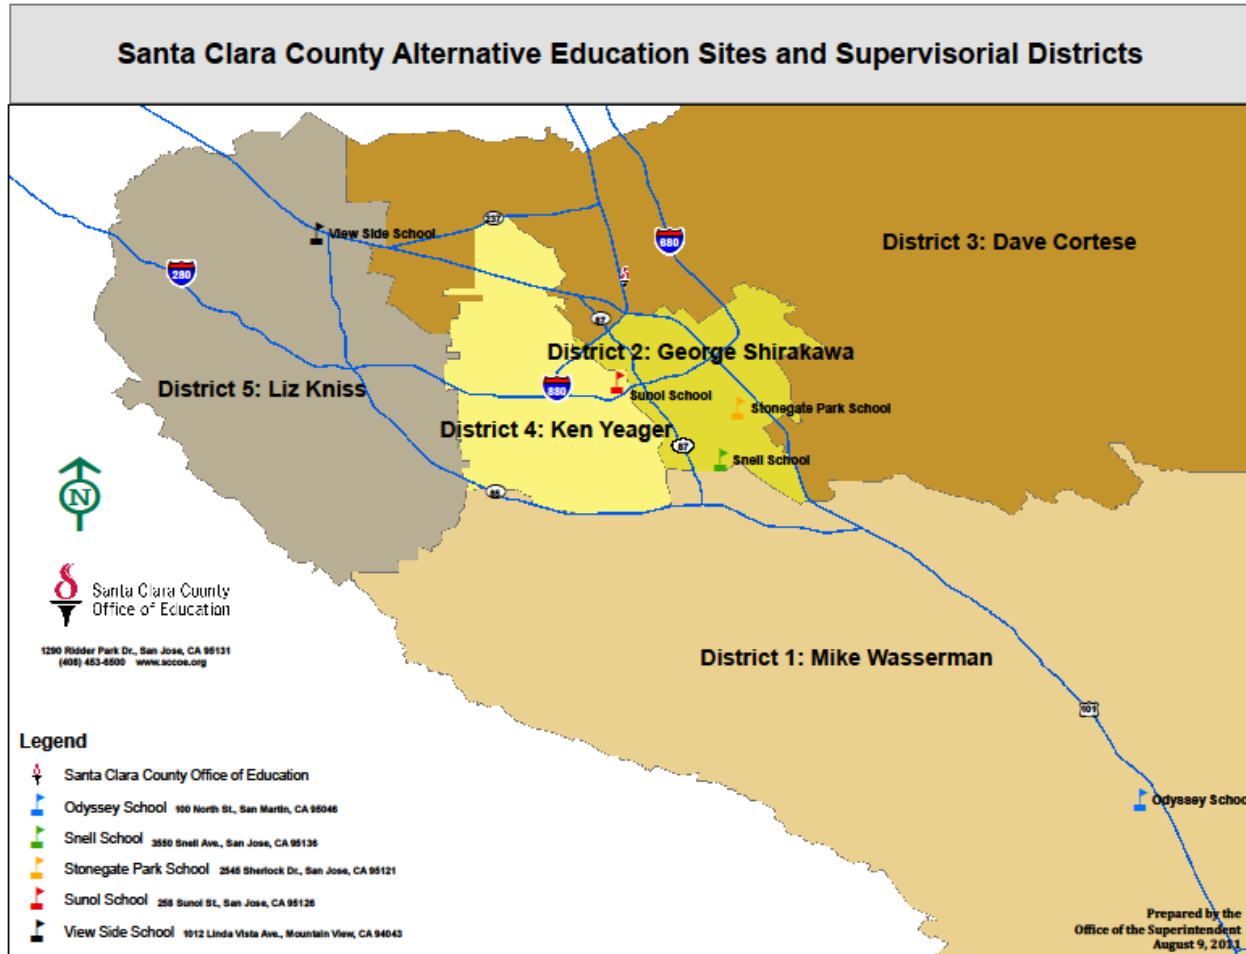 Santa Clara County Alternative Education Sites and Supervisorial Districts
237
View Side School
680
District 3: Dave Cortese
280
87
District 2: George Shirakawa
880
Sunol School
District 5: Liz Kniss
Stonegate Park School
District 4: Ken Yeager
87
Snell School
85
N
Santa Clara County
Office of Education
1290 Ridder Park Dr., San Jose, CA 95131
(408) 453-6500 www.sccoe.org
District 1: Mike Wasserman
101
Odyssey Schoo
Legend
Santa Clara County Office of Education
Odyssey School 100 North St., San Martin, CA 95046
Snell School 3550 Snell Ave., San Jose, CA 95136
Stonegate Park School 2545 Sherlock Dr., San Jose, CA 95121
Sunol School 258 Sunol St., San Jose, CA 95126
View Side School 1012 Linda Vista Ave., Mountain View, CA 94043
Prepared by the
Office of the Superintendent
August 9, 2011